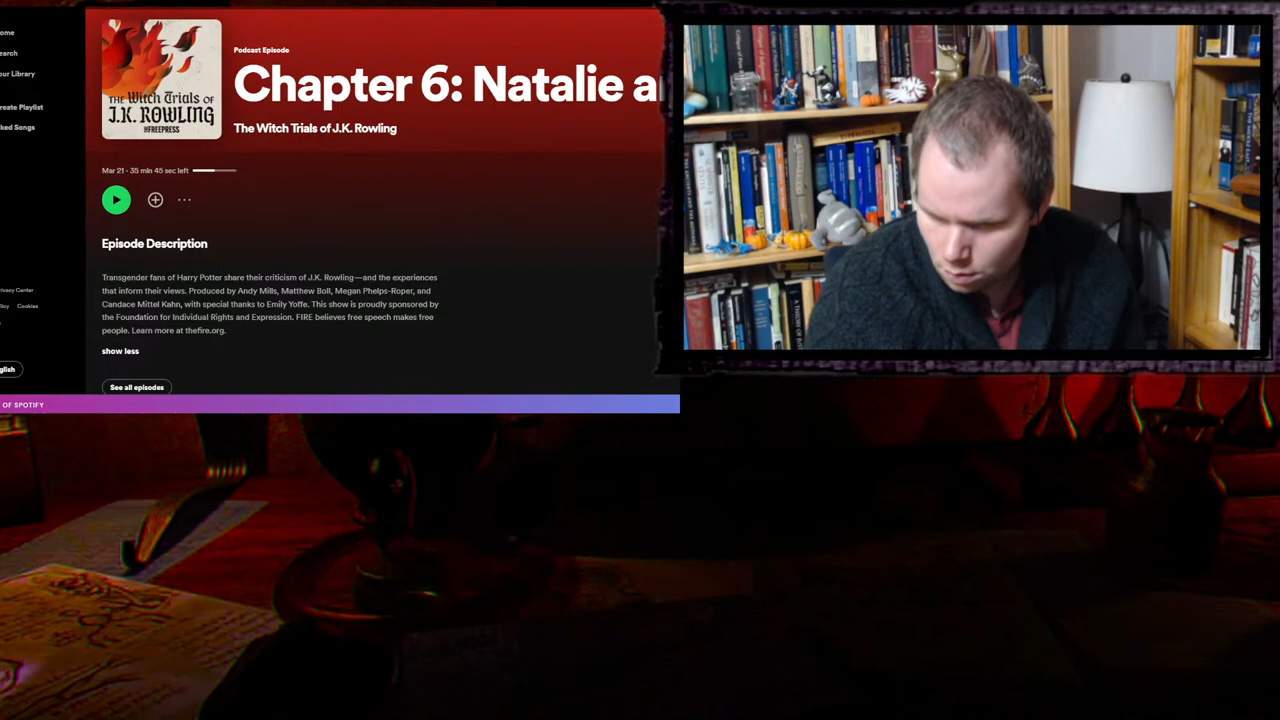 ome
earch
our Library
reate Playlist
ked Songs
rivacy Center
licy Cookies
glish
OF SPOTIFY
THE WITCH TRIALS OF
J.K. ROWLING
#FREEPRESS
Podcast Episode
Chapter 6: Natalie a
The Witch Trials of J.K. Rowling
Mar 21 · 35 min 45 sec left
Episode Description
Transgender fans of Harry Potter share their criticism of J.K. Rowling—and the experiences
that inform their views. Produced by Andy Mills, Matthew Boll, Megan Phelps-Roper, and
Candace Mittel Kahn, with special thanks to Emily Yoffe. This show is proudly sponsored by
the Foundation for Individual Rights and Expression. FIRE believes free speech makes free
people. Learn more at thefire.org.
show less
See all episodes